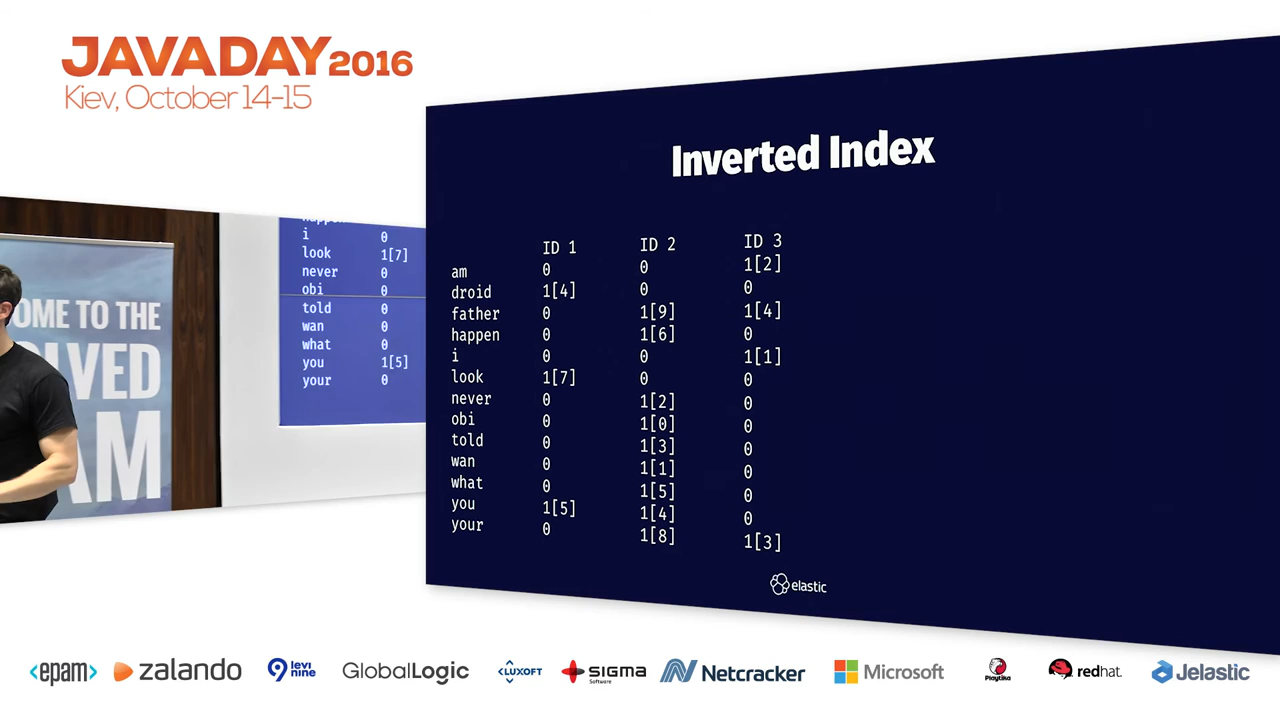 JAVADAY 2016
Kiev, October 14-15
Inverted Index
ID 1 ID 2 ID 3
am 0 0 1[2]
droid 1[4] 0 0
father 0 1[9] 1[4]
happen 0 1[6] 0
i 0 0 1[1]
look 1[7] 0 0
never 0 1[2] 0
obi 0 1[0] 0
told 0 1[3] 0
wan 0 1[1] 0
what 0 1[5] 0
you 1[5] 1[4] 0
your 0 1[8] 1[3]
elastic
i 0
look 1[7]
never 0
obi 0
told 0
wan 0
what 0
you 1[5]
your 0
OME TO THE
LVED
AM
<epam> zalando levi nine GlobalLogic LUXOFT SIGMA Software NETCRACKER Microsoft Playtika redhat. Jelastic